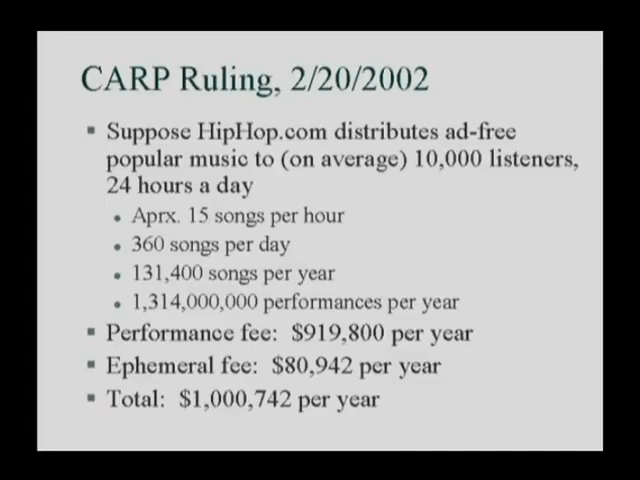 CARP Ruling, 2/20/2002
Suppose HipHop.com distributes ad-free
popular music to (on average) 10,000 listeners,
24 hours a day
Aprx. 15 songs per hour
360 songs per day
131,400 songs per year
1,314,000,000 performances per year
Performance fee: $919,800 per year
Ephemeral fee: $80,942 per year
Total: $1,000,742 per year